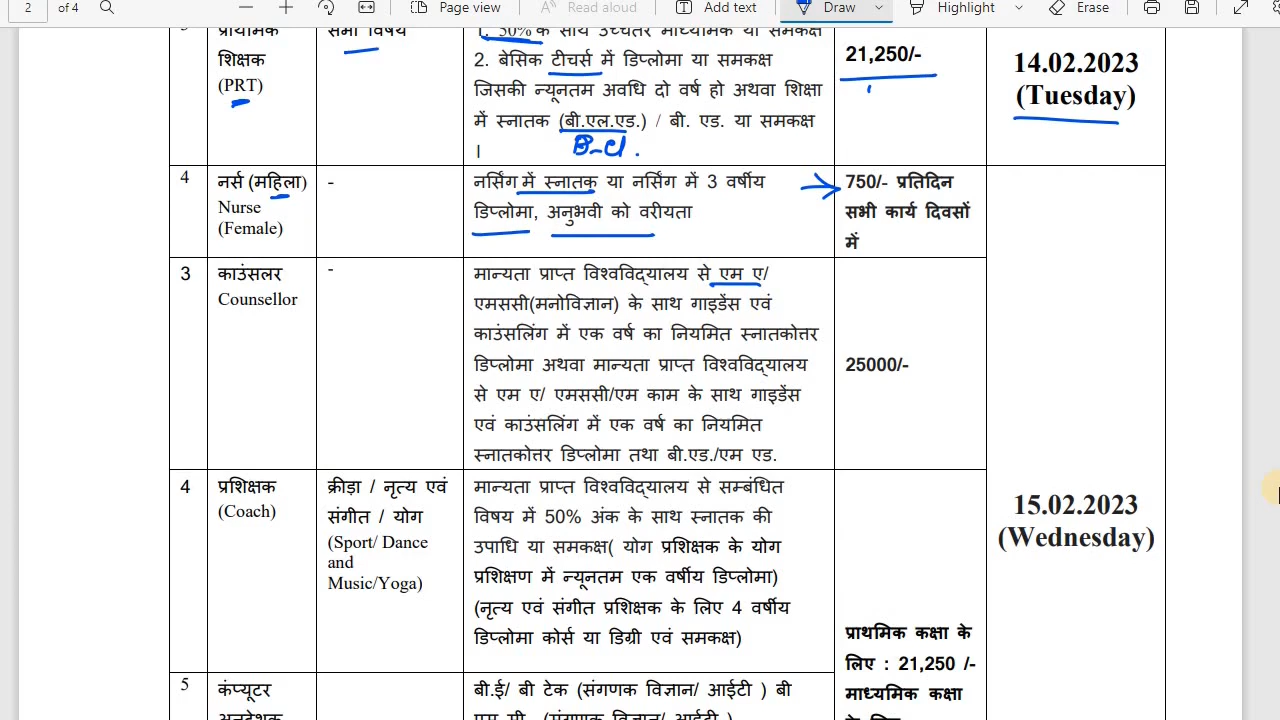 2 of 4 Page view Read aloud Add text Draw Highlight Erase
3 प्राथमिक
शिक्षक
(PRT)
सभी विषय
1. 50% के साथ उच्चतर माध्यमिक या समकक्ष
2. बेसिक टीचर्स में डिप्लोमा या समकक्ष
जिसकी न्यूनतम अवधि दो वर्ष हो अथवा शिक्षा
में स्नातक (बी.एल.एड.) / बी. एड. या समकक्ष
।
21,250/-
14.02.2023
(Tuesday)
4 नर्स (महिला)
Nurse
(Female)
-
नर्सिंग में स्नातक या नर्सिंग में 3 वर्षीय
डिप्लोमा, अनुभवी को वरीयता
750/- प्रतिदिन
सभी कार्य दिवसों
में
3 काउंसलर
Counsellor
-
मान्यता प्राप्त विश्वविद्यालय से एम ए/
एमससी(मनोविज्ञान) के साथ गाइडेंस एवं
काउंसलिंग में एक वर्ष का नियमित स्नातकोत्तर
डिप्लोमा अथवा मान्यता प्राप्त विश्वविद्यालय
से एम ए/ एमससी/एम काम के साथ गाइडेंस
एवं काउंसलिंग में एक वर्ष का नियमित
स्नातकोत्तर डिप्लोमा तथा बी.एड./एम एड.
25000/-
4 प्रशिक्षक
(Coach)
क्रीड़ा / नृत्य एवं
संगीत / योग
(Sport/ Dance
and
Music/Yoga)
मान्यता प्राप्त विश्वविद्यालय से सम्बंधित
विषय में 50% अंक के साथ स्नातक की
उपाधि या समकक्ष( योग प्रशिक्षक के योग
प्रशिक्षण में न्यूनतम एक वर्षीय डिप्लोमा)
(नृत्य एवं संगीत प्रशिक्षक के लिए 4 वर्षीय
डिप्लोमा कोर्स या डिग्री एवं समकक्ष)
15.02.2023
(Wednesday)
प्राथमिक कक्षा के
लिए : 21,250 /-
माध्यमिक कक्षा
के लिए
5 कंप्यूटर
अनुदेशक
बी.ई/ बी टेक (संगणक विज्ञान/ आईटी ) बी
(संगणक विज्ञान/ आईटी )